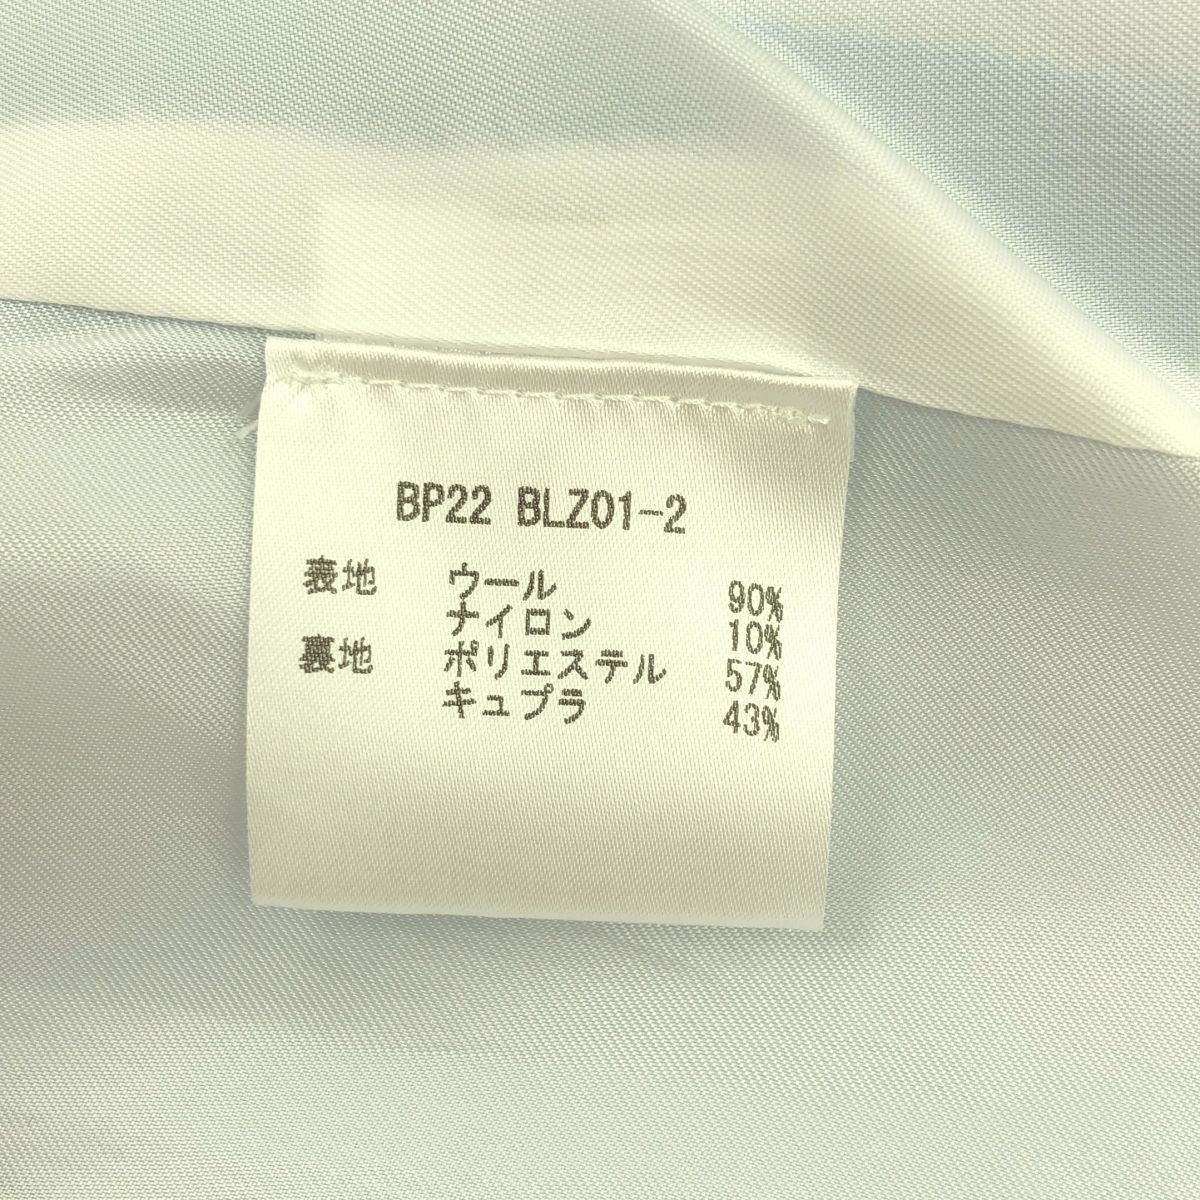 BP22 BLZ01-2
表地 ウール 90%
ナイロン 10%
裏地 ポリエステル 57%
キュプラ 43%